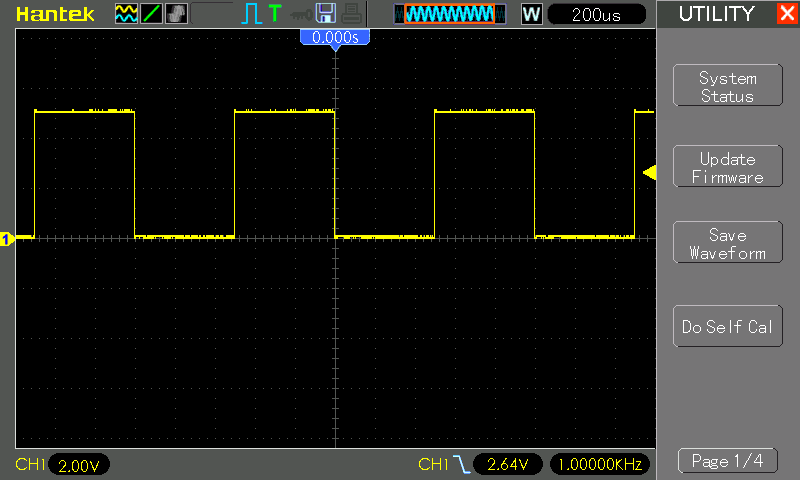 Hantek
T
W
200us
UTILITY
X
0.000s
System
Status
Update
Firmware
1
Save
Waveform
Do Self Cal
CH1 2.00V
CH1 2.64V 1.00000KHz
Page 1/4